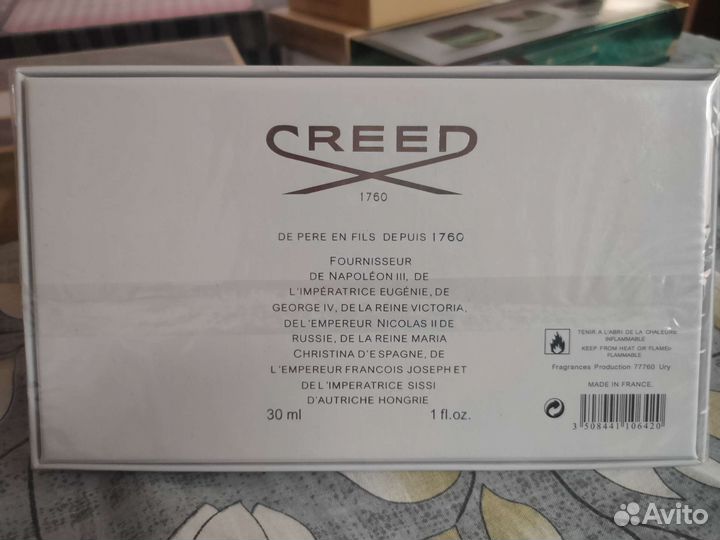 CREED
1760
DE PERE EN FILS DEPUIS 1760
FOURNISSEUR
DE NAPOLÉON III, DE
L'IMPÉRATRICE EUGÉNIE, DE
GEORGE IV, DE LA REINE VICTORIA,
DE L'EMPEREUR NICOLAS II DE
RUSSIE, DE LA REINE MARIA
CHRISTINA D'ESPAGNE, DE
L'EMPEREUR FRANCOIS JOSEPH ET
DE L'IMPERATRICE SISSI
D'AUTRICHE HONGRIE
30 ml 1 fl.oz.
TENIR A L'ABRI DE LA CHALEUR
INFLAMMABLE
KEEP FROM HEAT OR FLAME
FLAMMABLE
Fragrances Production 77760 Ury
MADE IN FRANCE.
3 508441 106420
Avito